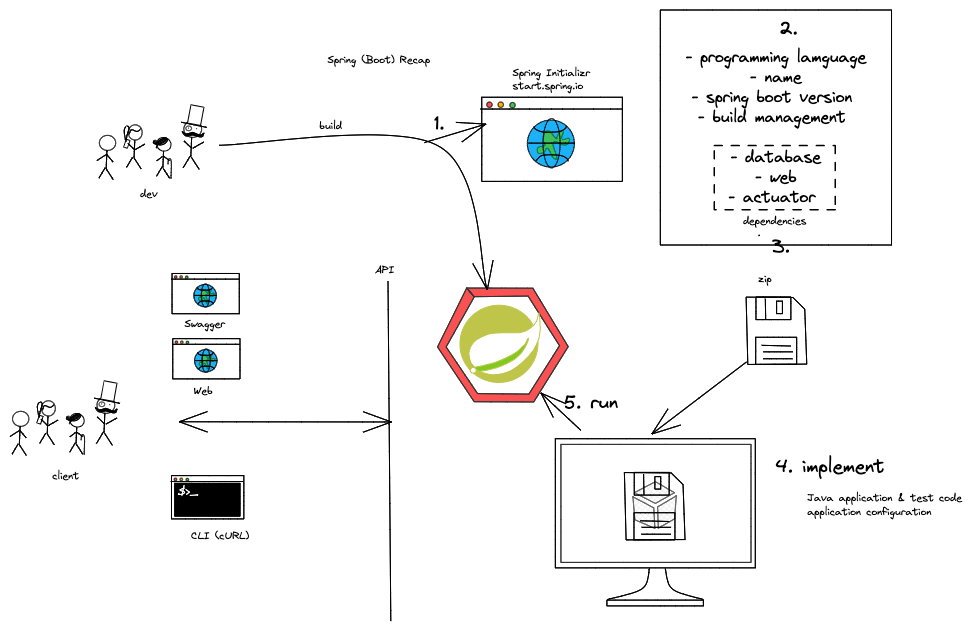 Spring (Boot) Recap
Spring Initializr
start.spring.io
1.
build
dev
2.
- programming lamguage
- name
- spring boot version
- build management
- database
- web
- actuator
dependencies
3.
zip
API
Swagger
Web
client
$>_
CLI (cURL)
5. run
4. implement
Java application & test code
application configuration